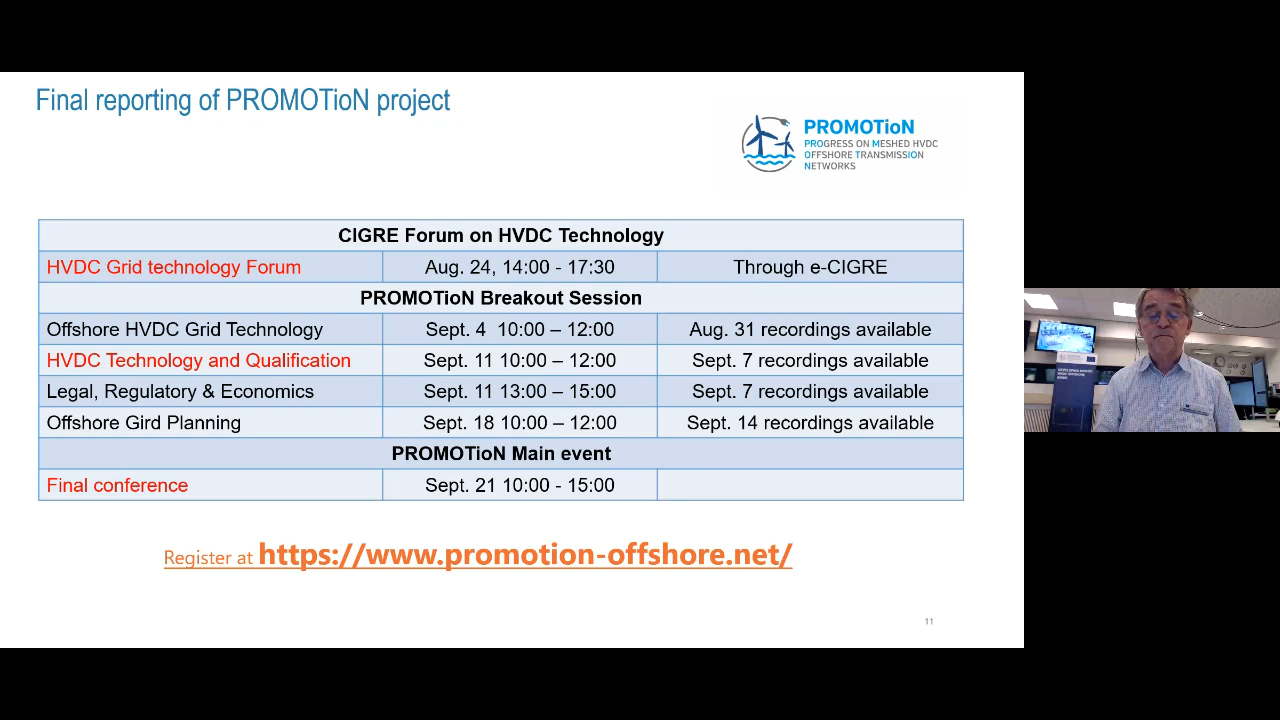 Final reporting of PROMOTioN project
PROMOTioN
PROGRESS ON MESHED HVDC
OFFSHORE TRANSMISSION
NETWORKS
CIGRE Forum on HVDC Technology
HVDC Grid technology Forum Aug. 24, 14:00 - 17:30 Through e-CIGRE
PROMOTioN Breakout Session
Offshore HVDC Grid Technology Sept. 4 10:00 – 12:00 Aug. 31 recordings available
HVDC Technology and Qualification Sept. 11 10:00 – 12:00 Sept. 7 recordings available
Legal, Regulatory & Economics Sept. 11 13:00 – 15:00 Sept. 7 recordings available
Offshore Gird Planning Sept. 18 10:00 – 12:00 Sept. 14 recordings available
PROMOTioN Main event
Final conference Sept. 21 10:00 - 15:00
Register at https://www.promotion-offshore.net/
11